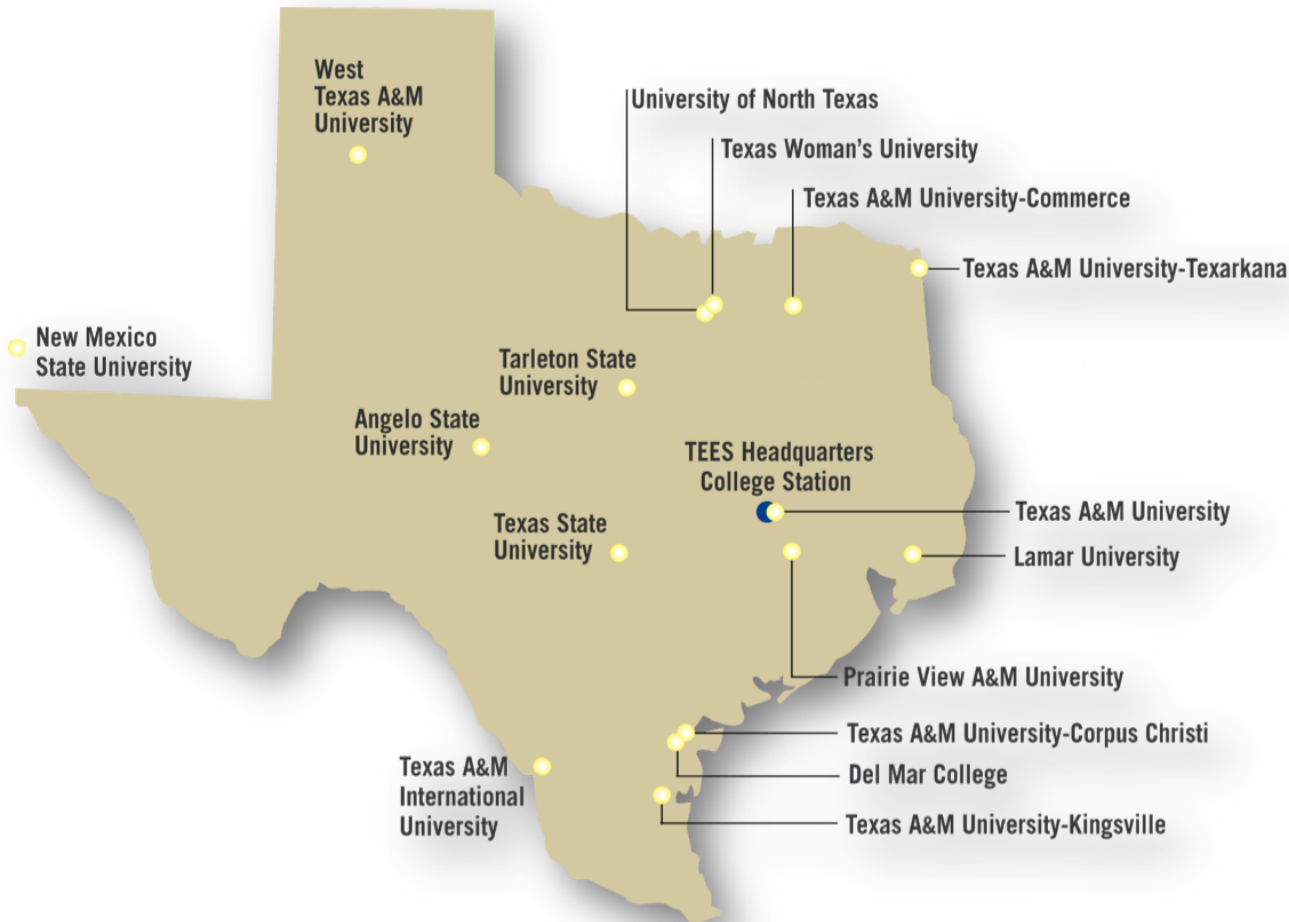 West
Texas A&M
University
University of North Texas
Texas Woman's University
Texas A&M University-Commerce
Texas A&M University-Texarkana
New Mexico
State University
Tarleton State
University
Angelo State
University
TEES Headquarters
College Station
Texas State
University
Texas A&M University
Lamar University
Prairie View A&M University
Texas A&M University-Corpus Christi
Del Mar College
Texas A&M
International
University
Texas A&M University-Kingsville